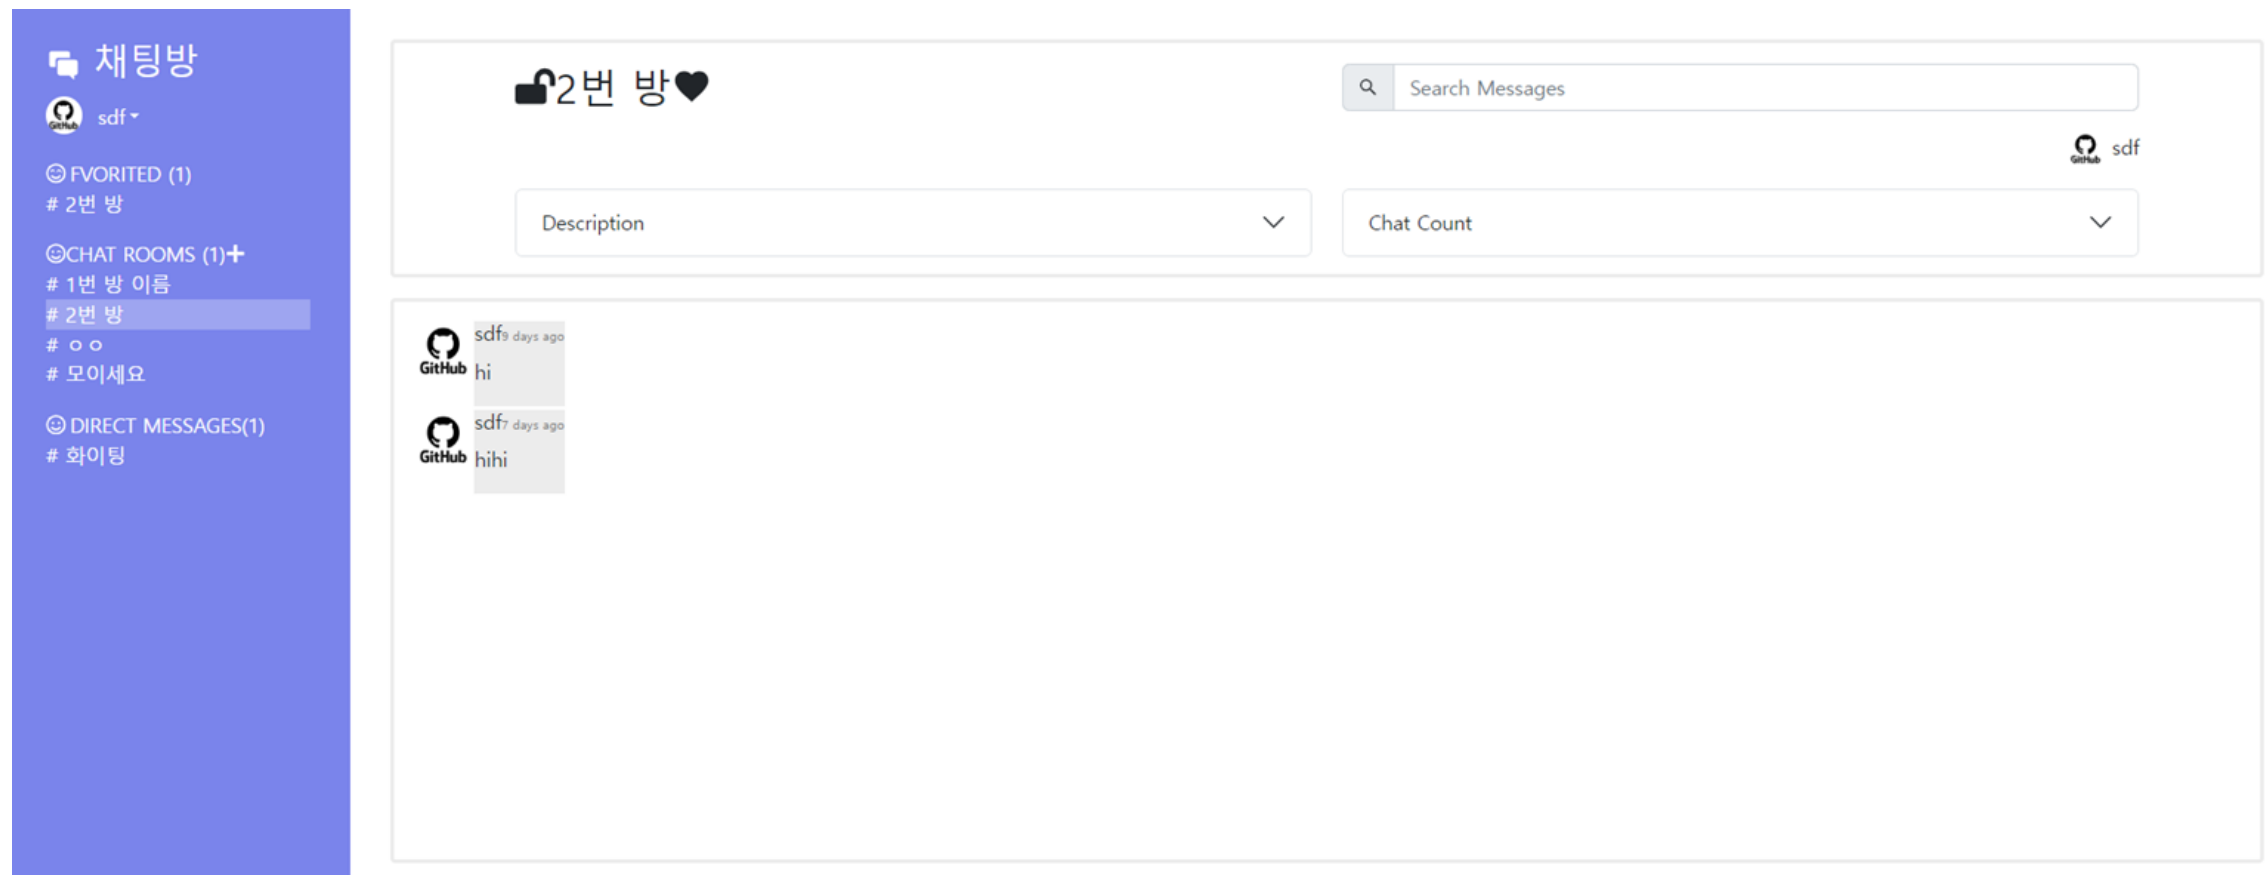 채팅방
GitHub sdf
FVORITED (1)
# 2번 방
CHAT ROOMS (1)+
# 1번 방 이름
# 2번 방
# ㅇㅇ
# 모이세요
DIRECT MESSAGES(1)
# 화이팅
2번 방
Search Messages
GitHub sdf
Description
Chat Count
sdf9 days ago
GitHub hi
sdf7 days ago
GitHub hihi